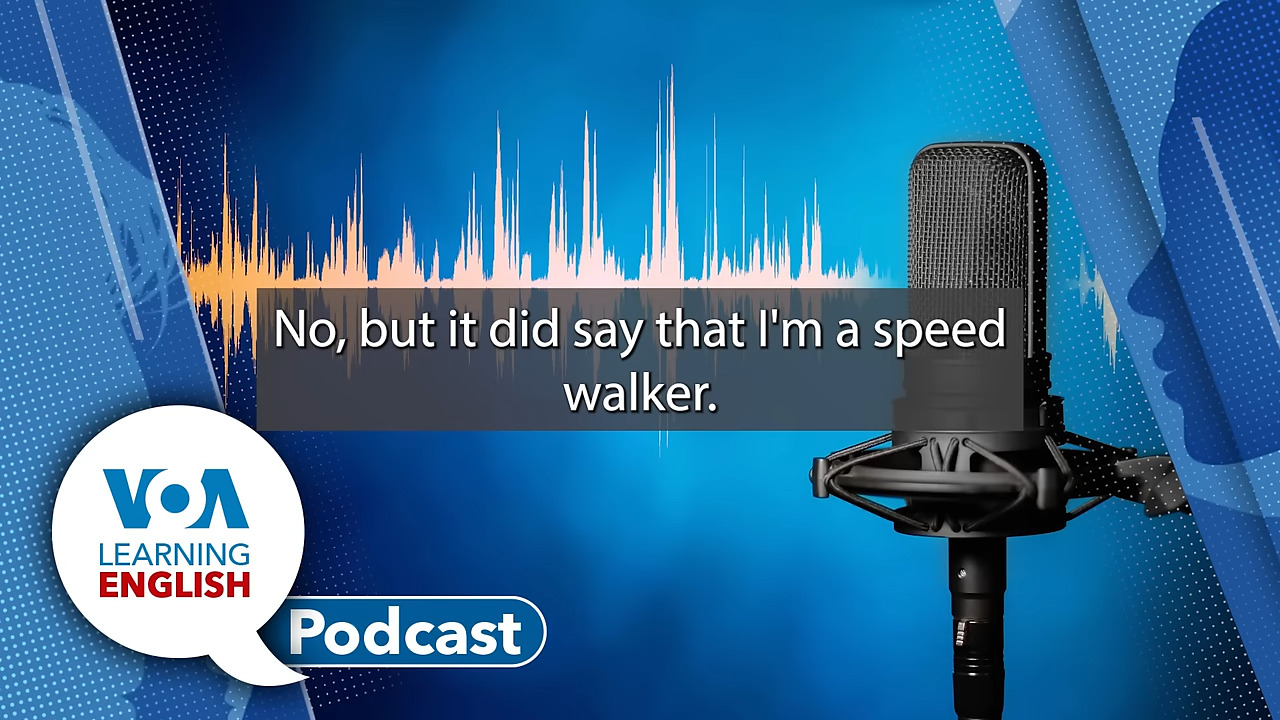 No, but it did say that I'm a speed
walker.
VOA
LEARNING
ENGLISH
Podcast